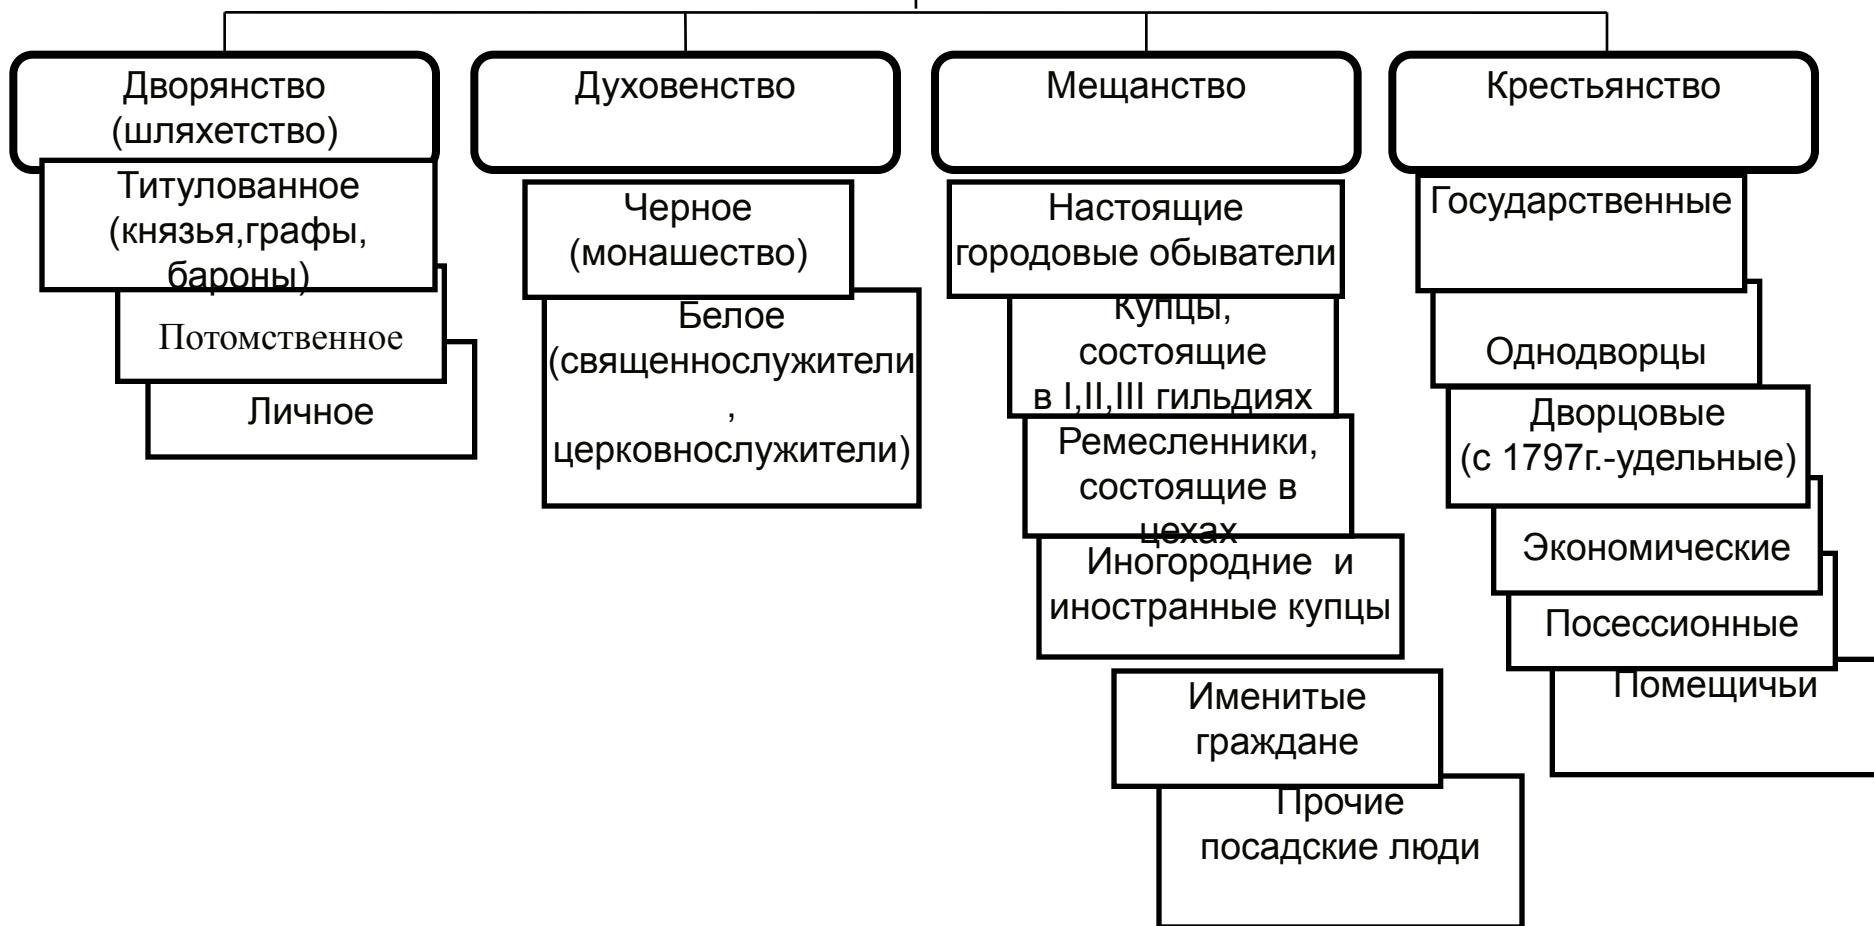 Дворянство
(шляхетство)
Титулованное
(князья,графы,
бароны)
Потомственное
Личное
Духовенство
Черное
(монашество)
Белое
(священнослужители
,
церковнослужители)
Мещанство
Настоящие
городовые обыватели
Купцы,
состоящие
в I,II,III гильдиях
Ремесленники,
состоящие в
цехах
Иногородние и
иностранные купцы
Именитые
граждане
Прочие
посадские люди
Крестьянство
Государственные
Однодворцы
Дворцовые
(с 1797г.-удельные)
Экономические
Посессионные
Помещичьи